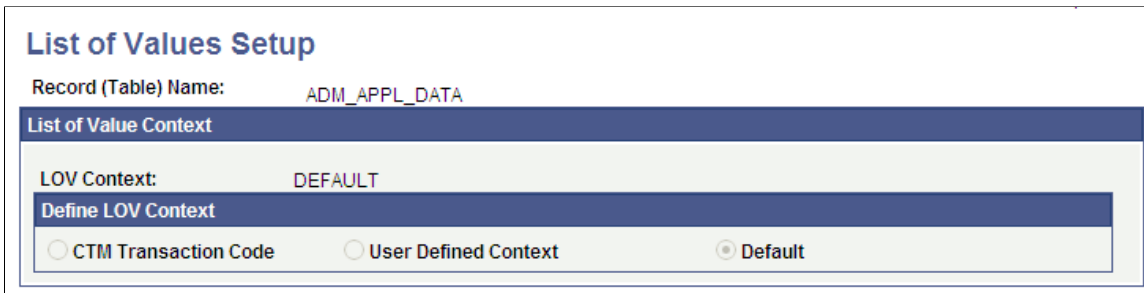 List of Values Setup
Record (Table) Name: ADM_APPL_DATA
List of Value Context
LOV Context: DEFAULT
Define LOV Context
CTM Transaction Code User Defined Context Default